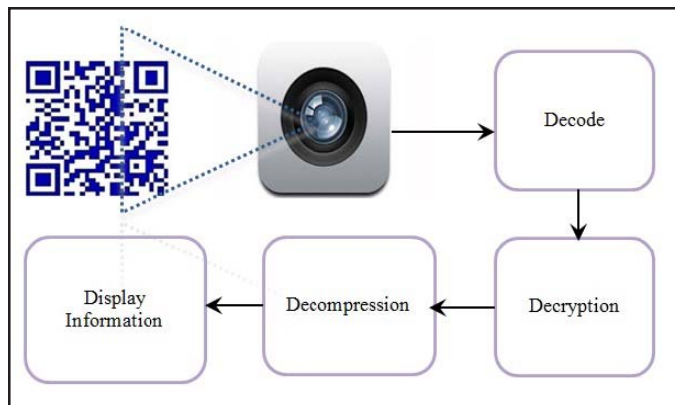 Decode
Decryption
Decompression
Display
Information